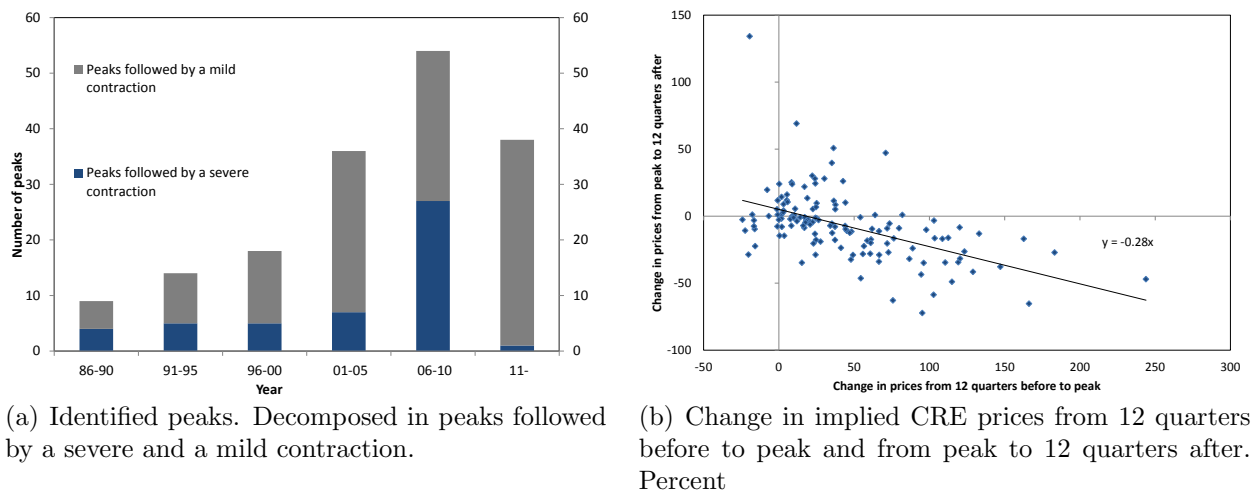 60
50
40
30
20
10
0
Number of peaks
Peaks followed by a mild
contraction
Peaks followed by a severe
contraction
60
50
40
30
20
10
0
86-90 91-95 96-00 01-05 06-10 11-
Year
(a) Identified peaks. Decomposed in peaks followed
by a severe and a mild contraction.
150
100
50
0
-50
-100
Change in prices from peak to 12 quarters after
y = -0.28x
-50 0 50 100 150 200 250 300
Change in prices from 12 quarters before to peak
(b) Change in implied CRE prices from 12 quarters
before to peak and from peak to 12 quarters after.
Percent